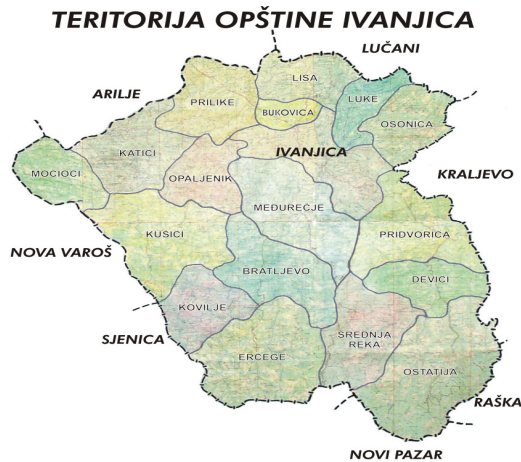 TERITORIJA OPŠTINE IVANJICA
LUČANI
LISA
ARILJE
PRILIKE
LUKE
BUKOVICA
OSONICA
KATICI
IVANJICA
MOCIOCI
OPALJENIK
KRALJEVO
MEĐUREČJE
KUSICI
PRIDVORICA
NOVA VAROŠ
BRATLJEVO
DEVICI
KOVILJE
SJENICA
SREDNJA
REKA
ERCEGE
OSTATIJA
RAŠKA
NOVI PAZAR